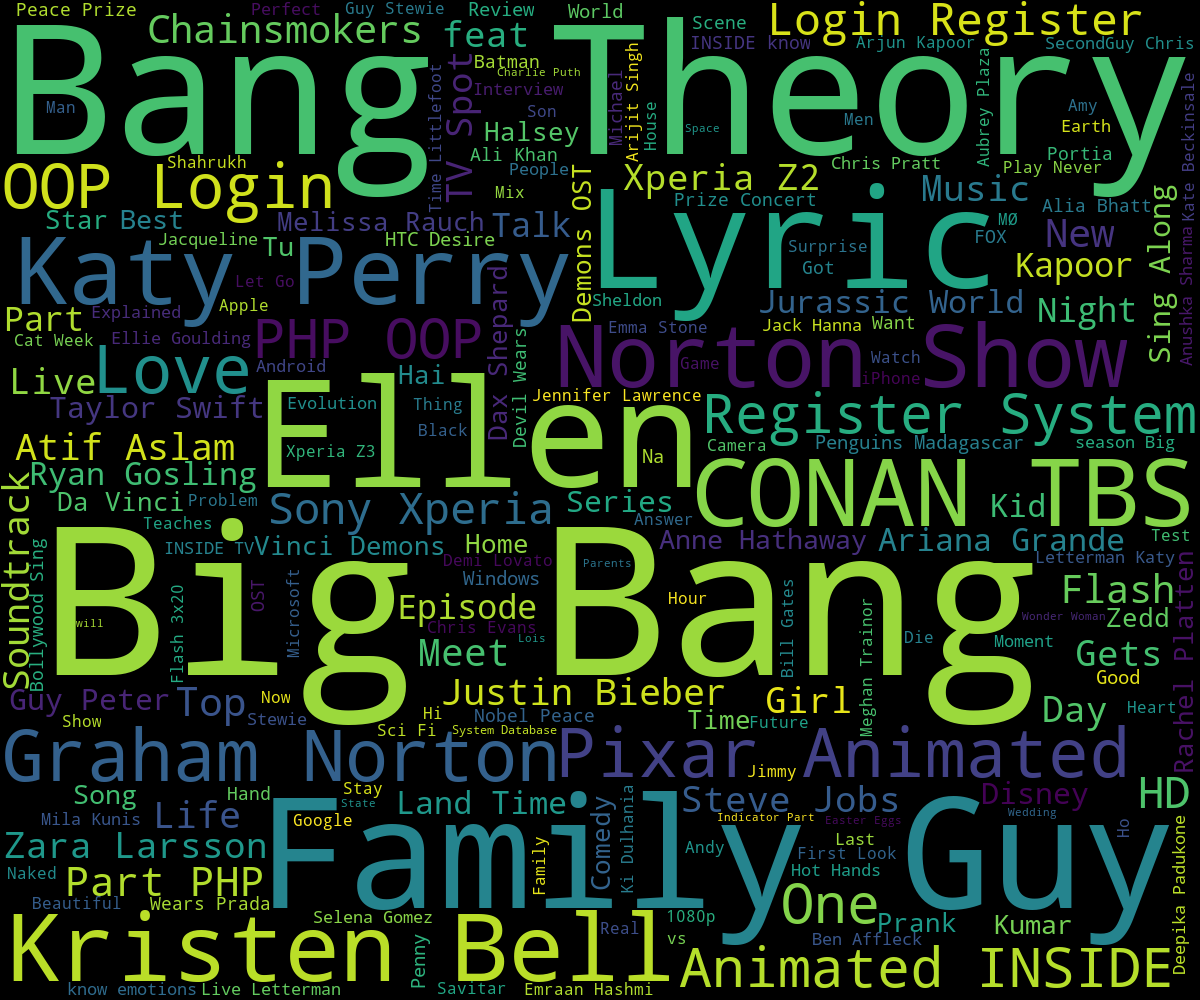 Peace Prize
Perfect
Guy Stewie
Review
World
Login Register
Chainsmokers
feat
Scene
INSIDE know
Arjun Kapoor
SecondGuy Chris
Bang
Theory
Batman
Charlie Puth
Interview
TV Spot
Time Littlefoot
Man
Son
Michael
Arijit Singh
House
Space
Men
Aubrey Plaza
Amy
Earth
Kate Beckinsale
Halsey
Ali Khan
People
Mix
Shahrukh
OOP Login
Xperia Z2
Chris Pratt
Portia
Play Never
Prize Concert
Music
Alia Bhatt
Star Best
Melissa Rauch
Talk
Demons OST
Lyric
MØ
FOX
New
Sing Along
Anushka Sharma
Jacqueline
Tu
HTC Desire
Surprise
Got
Kapoor
Katy Perry
Let Go
Sheldon
Jurassic World
Night
Part
Explained
Apple
Cat Week
Ellie Goulding
PHP OOP
Dax Shepard
Devil Wears
Emma Stone
Jack Hanna
Want
Norton Show
Game
Watch
iPhone
Live
Love
Android
Hai
Taylor Swift
Evolution
Thing
Black
Jennifer Lawrence
Ellen
Register System
Atif Aslam
Xperia Z3
Na
Camera
Penguins Madagascar
season Big
Ryan Gosling
CONAN TBS
Soundtrack
Da Vinci
Problem
Sony Xperia
Series
Kid
Teaches
Answer
INSIDE TV
Vinci Demons
Home
Anne Hathaway
Ariana Grande
Test
Bollywood Sing
Demi Lovato
Letterman Katy
Big Bang
Flash 3x20
OST
Microsoft
Windows
Parents
Episode
Hour
Bill Gates
Meghan Trainor
Flash
Wonder Woman
Zedd
Rachel Platten
will
Chris Evans
Lois
Die
Moment
Meet
Gets
Good
Guy Peter
Top
Now
Justin Bieber
Girl
Day
Heart
Show
Stewie
Hi
Nobel Peace
Time
Future
Sci Fi
System Database
Graham Norton
Pixar Animated
Jimmy
Song
Hand
Stay
State
Land Time
Comedy
Ki Dulhania
Steve Jobs
Disney
HD
Mila Kunis
Life
Google
Family Guy
Indicator Part
Easter Eggs
Wedding
Ho
Zara Larsson
Family
Andy
Last
First Look
Naked
Part PHP
Hot Hands
Deepika Padukone
Beautiful
Wears Prada
Selena Gomez
Real
1080p
One
Prank
Kumar
Kristen Bell
Penny
vs
Ben Affleck
Animated INSIDE
know emotions
Live Letterman
Savitar
Emraan Hashmi